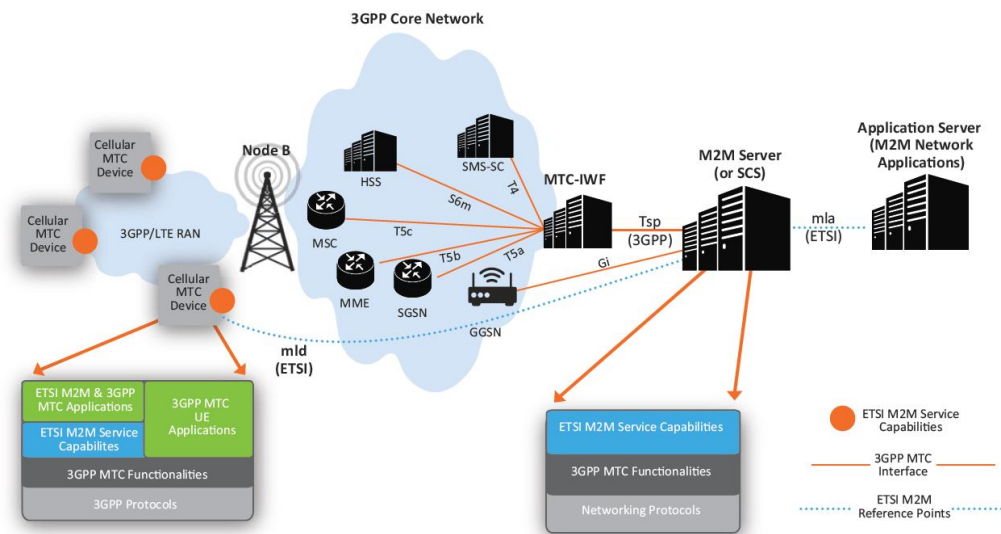 3GPP Core Network
Cellular
MTC
Device
Cellular
MTC
Device
3GPP/LTE RAN
Cellular
MTC
Device
Node B
HSS
SMS-SC
MSC
MME
SGSN
GGSN
S6m
T4
T5c
T5b
T5a
Gi
MTC-IWF
Tsp
(3GPP)
M2M Server
(or SCS)
mla
(ETSI)
Application Server
(M2M Network
Applications)
mld
(ETSI)
ETSI M2M & 3GPP
MTC Applications
3GPP MTC
UE
Applications
ETSI M2M Service
Capabilites
3GPP MTC Functionalities
3GPP Protocols
ETSI M2M Service Capabilities
3GPP MTC Functionalities
Networking Protocols
ETSI M2M Service
Capabilities
3GPP MTC
Interface
ETSI M2M
Reference Points